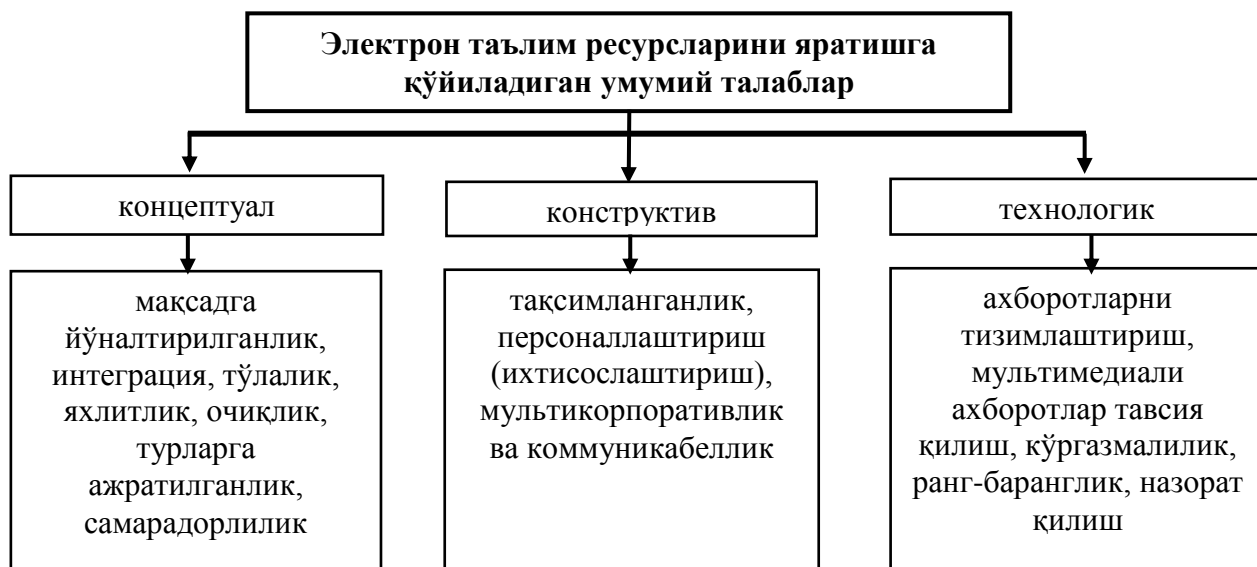 Электрон таълим ресурсларини яратишга
қўйиладиган умумий талаблар
концептуал
конструктив
технологик
мақсадга
йўналтирилганлик,
интеграция, тўлалик,
яхлитлик, очиқлик,
турларга
ажратилганлик,
самарадорлилик
тақсимланганлик,
персоналлаштириш
(ихтисослаштириш),
мультикорпоративлик
ва коммуникабеллик
ахборотларни
тизимлаштириш,
мультимедиали
ахборотлар тавсия
қилиш, кўргазмалилик,
ранг-баранглик, назорат
қилиш